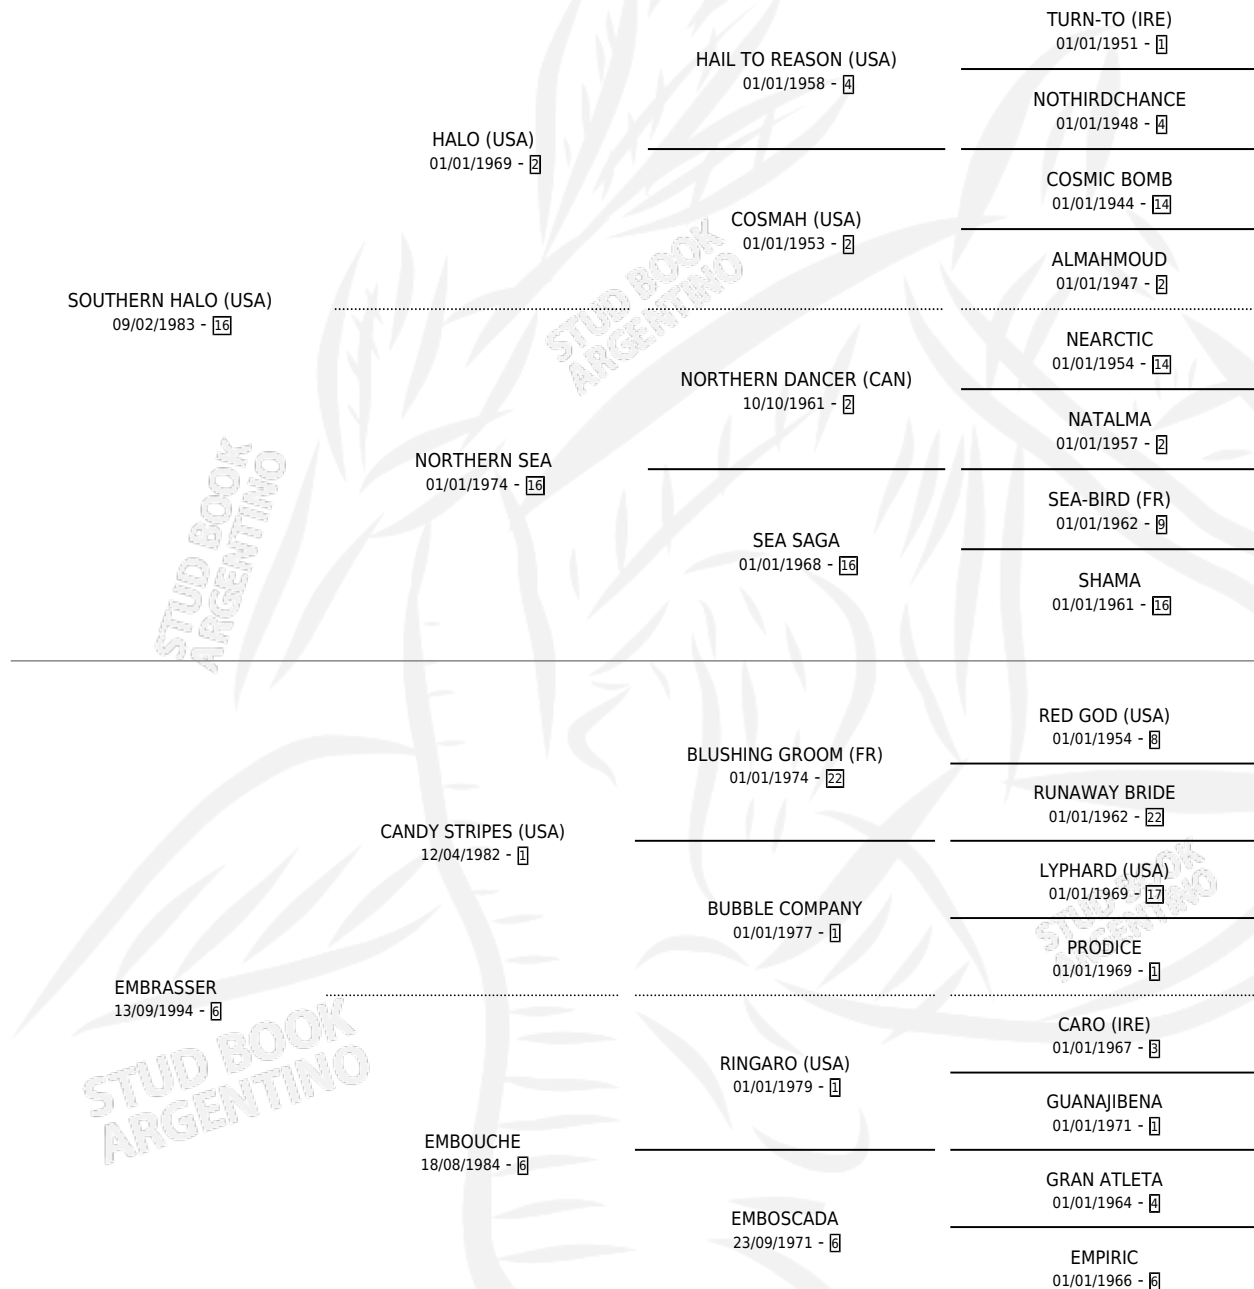 TURN-TO (IRE)
01/01/1951 - 1
HAIL TO REASON (USA)
01/01/1958 - 4
NOTHIRDCHANCE
01/01/1948 - 4
HALO (USA)
01/01/1969 - 2
COSMIC BOMB
01/01/1944 - 14
COSMAH (USA)
01/01/1953 - 2
ALMAHMOUD
01/01/1947 - 2
SOUTHERN HALO (USA)
09/02/1983 - 16
STUD BOOK
ARGENTINO
NEARCTIC
01/01/1954 - 14
NORTHERN DANCER (CAN)
10/10/1961 - 2
NATALMA
01/01/1957 - 2
NORTHERN SEA
01/01/1974 - 16
SEA-BIRD (FR)
01/01/1962 - 9
SEA SAGA
01/01/1968 - 16
SHAMA
01/01/1961 - 16
STUD BOOK
ARGENTINO
RED GOD (USA)
01/01/1954 - 8
BLUSHING GROOM (FR)
01/01/1974 - 22
RUNAWAY BRIDE
01/01/1962 - 22
CANDY STRIPES (USA)
12/04/1982 - 1
LYPHARD (USA)
01/01/1969 - 17
BUBBLE COMPANY
01/01/1977 - 1
STUD BOOK
ARGENTINO
PRODICE
01/01/1969 - 1
EMBRASSER
13/09/1994 - 6
CARO (IRE)
01/01/1967 - 3
RINGARO (USA)
01/01/1979 - 1
STUD BOOK
ARGENTINO
GUANAJIBENA
01/01/1971 - 1
EMBOUCHE
18/08/1984 - 6
GRAN ATLETA
01/01/1964 - 4
EMBOSCADA
23/09/1971 - 6
EMPIRIC
01/01/1966 - 6